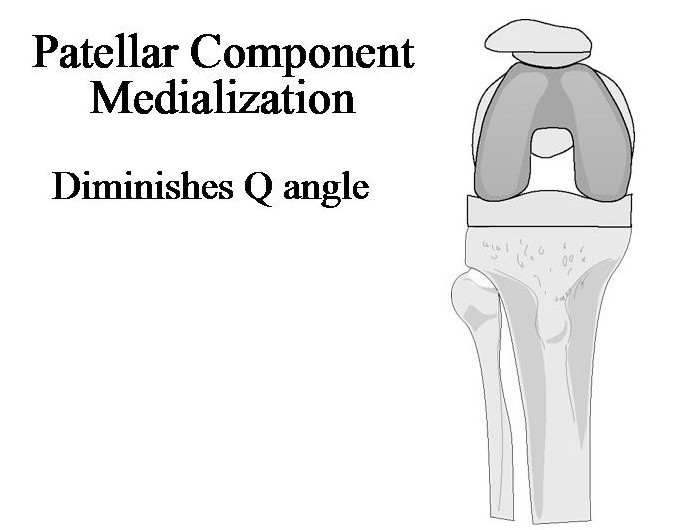 Patellar Component
Medialization
Diminishes Q angle